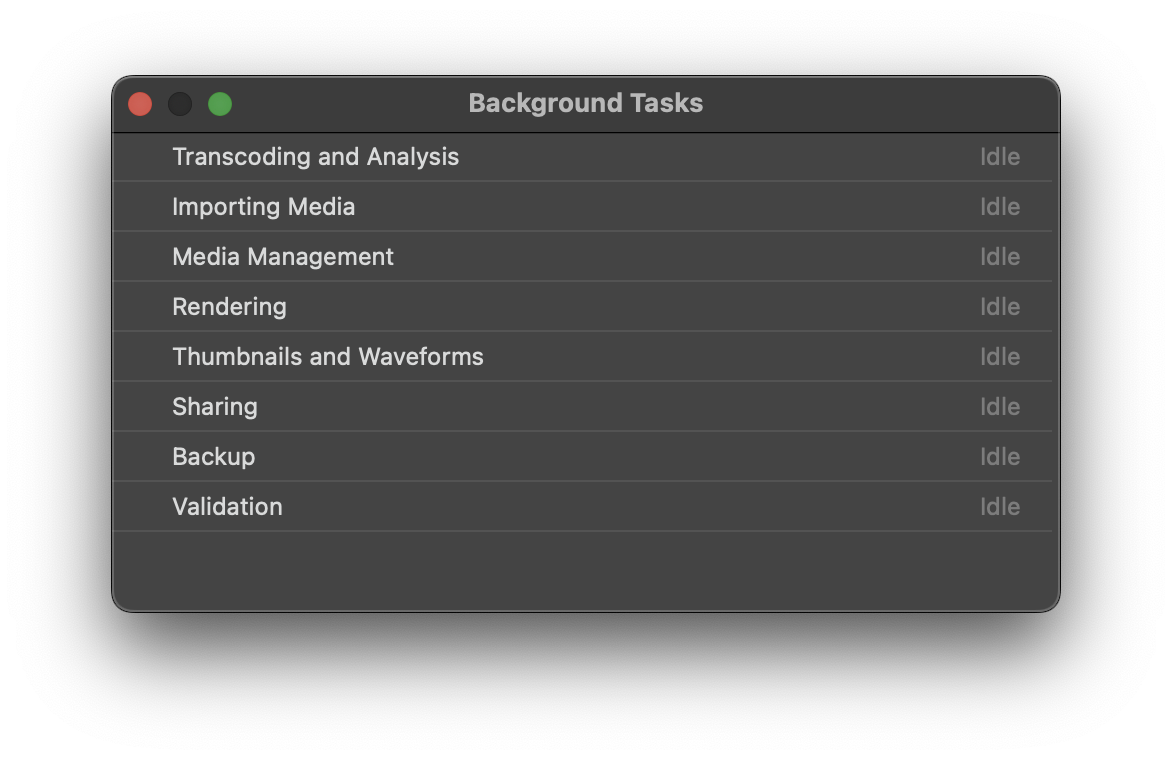 Background Tasks
Transcoding and Analysis Idle
Importing Media Idle
Media Management Idle
Rendering Idle
Thumbnails and Waveforms Idle
Sharing Idle
Backup Idle
Validation Idle